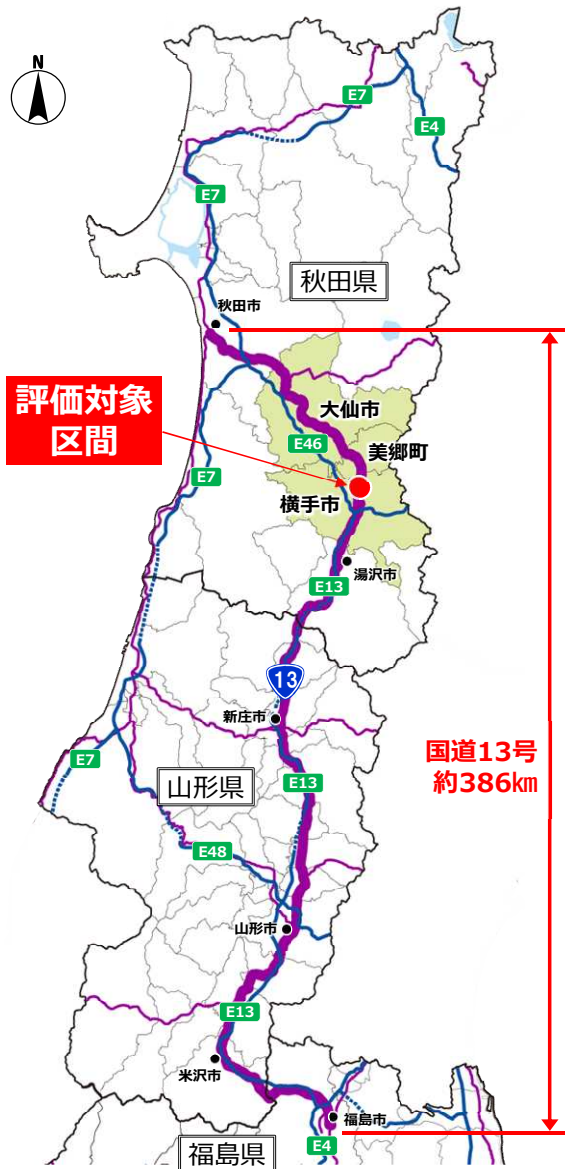 N
E7
E4
E7
秋田県
秋田市
評価対象
区間
大仙市
E46
美郷町
E7
横手市
湯沢市
E13
13
新庄市
国道13号
約386km
E7
山形県
E13
E48
山形市
E13
米沢市
福島市
E4
福島県